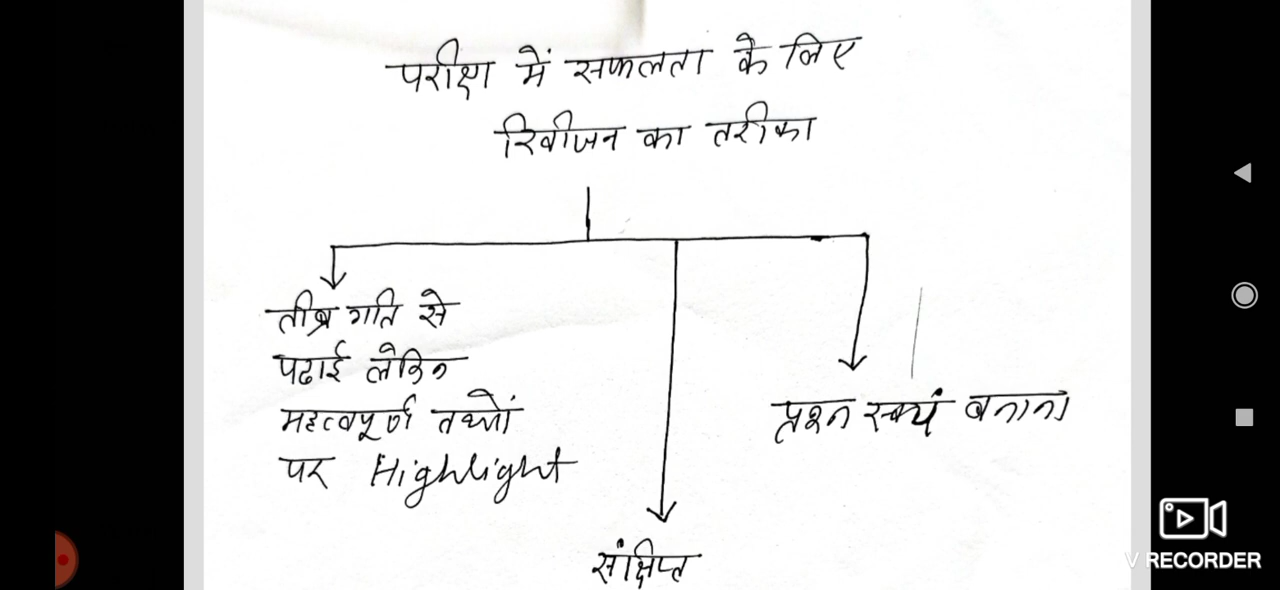 परीक्षा में सफलता के लिए
रिवीजन का तरीका
तीव्र गति से
पढाई लेकिन
महत्वपूर्ण तथ्यों
पर Highlight
प्रश्न स्वयं बनाना
संक्षिप्त
V RECORDER